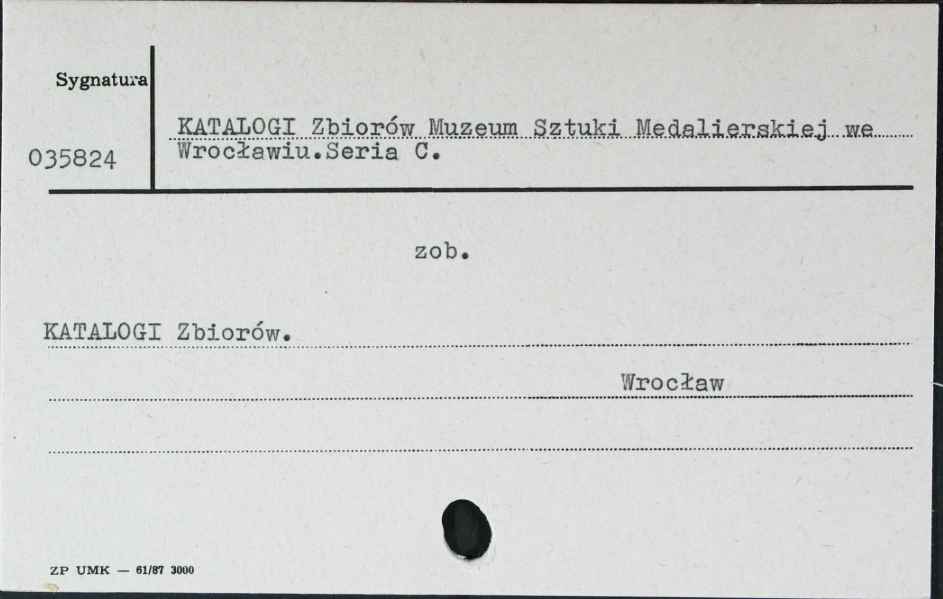 Sygnatura
035824
KATALOGI Zbiorów Muzeum Sztuki Medalierskiej we
Wrocławiu.Seria C.
zob.
KATALOGI Zbiorów.
Wrocław
ZP UMK — 61/87 3000